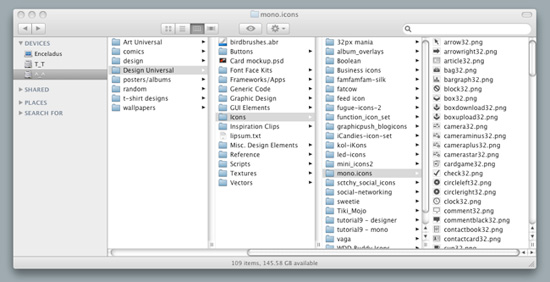 mono.icons
DEVICES
Enceladus
T_T
SHARED
PLACES
SEARCH FOR
Art Universal
comics
design
Design Universal
posters/albums
random
t-shirt designs
wallpapers
birdbrushes.abr
Buttons
Card mockup.psd
Font Face Kits
Frameworks/Apps
Generic Code
Graphic Design
GUI Elements
Icons
Inspiration Clips
lipsum.txt
Misc. Design Elements
Reference
Scripts
Textures
Vectors
32px mania
album_overlays
Boolean
Business icons
famfamfam-silk
fatcow
feed icon
fugue-icons-2
function_icon_set
graphicpush_blogicons
iCandies-icon-set
kol-iKons
led-icons
mini_icons2
mono.icons
sctchy_social_icons
social-networking
sweetie
Tiki_Mojo
tutorial9 - designer
tutorial9 - mono
vaga
WDD Buddy Icons
arrow32.png
arrowright32.png
article32.png
bag32.png
bargraph32.png
block32.png
box32.png
boxdownload32.png
boxupload32.png
camera32.png
cameraminus32.png
cameraplus32.png
camerastar32.png
cardgame32.png
check32.png
circleleft32.png
circleright32.png
clock32.png
comment32.png
commentblack32.png
contactbook32.png
contactcard32.png
109 items, 145.58 GB available